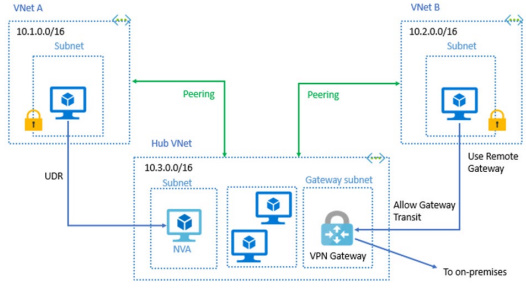 VNet A
VNet B
10.1.0.0/16
10.2.0.0/16
Subnet
Subnet
Peering
Peering
Hub VNet
Use Remote
Gateway
10.3.0.0/16
UDR
Subnet
Gateway subnet
Allow Gateway
Transit
NVA
VPN Gateway
To on-premises